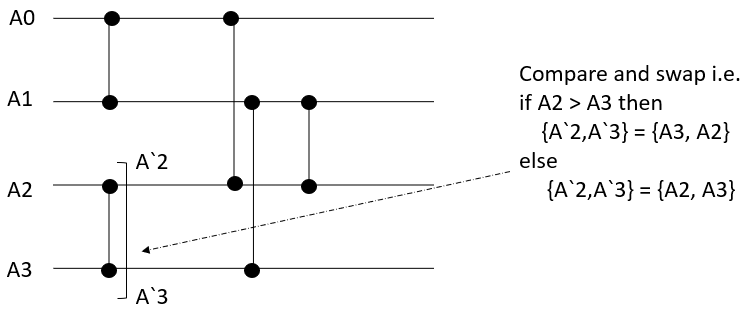 A0
A1
A`2
A2
A3
A`3
Compare and swap i.e.
if A2 > A3 then
{A`2,A`3} = {A3, A2}
else
{A`2,A`3} = {A2, A3}